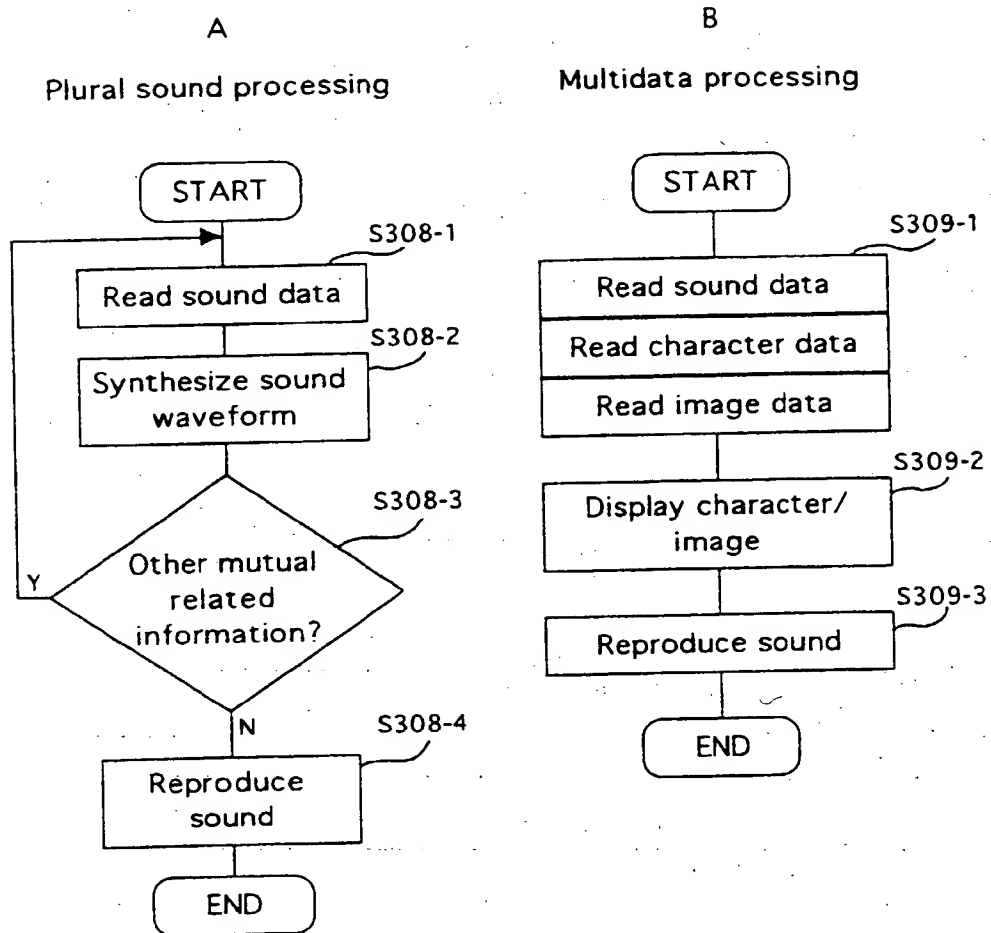 A
Plural sound processing
START
S308-1
Read sound data
S308-2
Synthesize sound
waveform
S308-3
Other mutual
related
information?
Y
N
S308-4
Reproduce
sound
END
B
Multidata processing
START
S309-1
Read sound data
Read character data
Read image data
S309-2
Display character/
image
S309-3
Reproduce sound
END